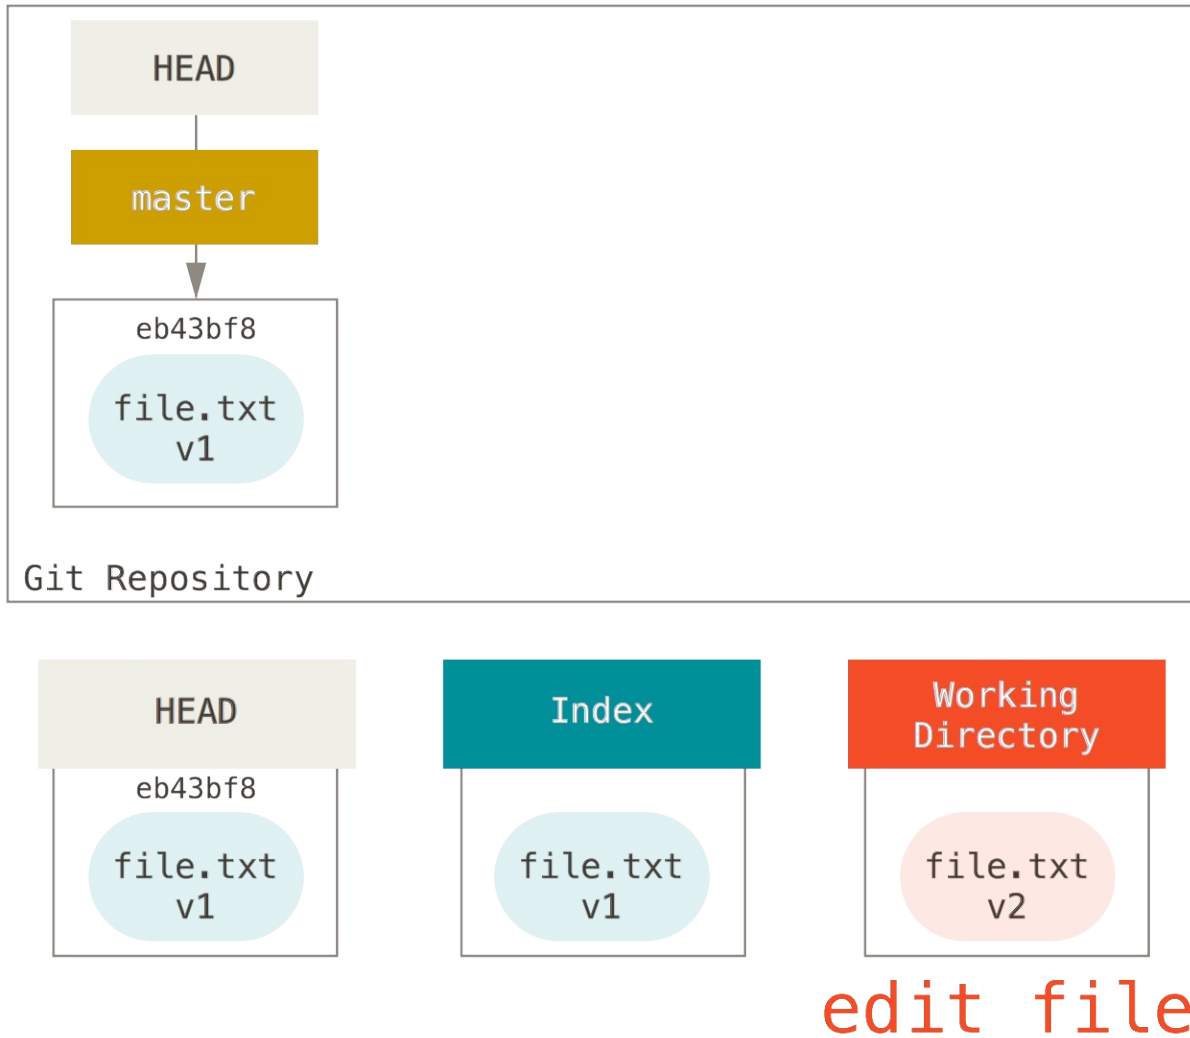 HEAD
master
eb43bf8
file.txt
v1
Git Repository
HEAD
eb43bf8
file.txt
v1
Index
file.txt
v1
Working
Directory
file.txt
v2
edit file